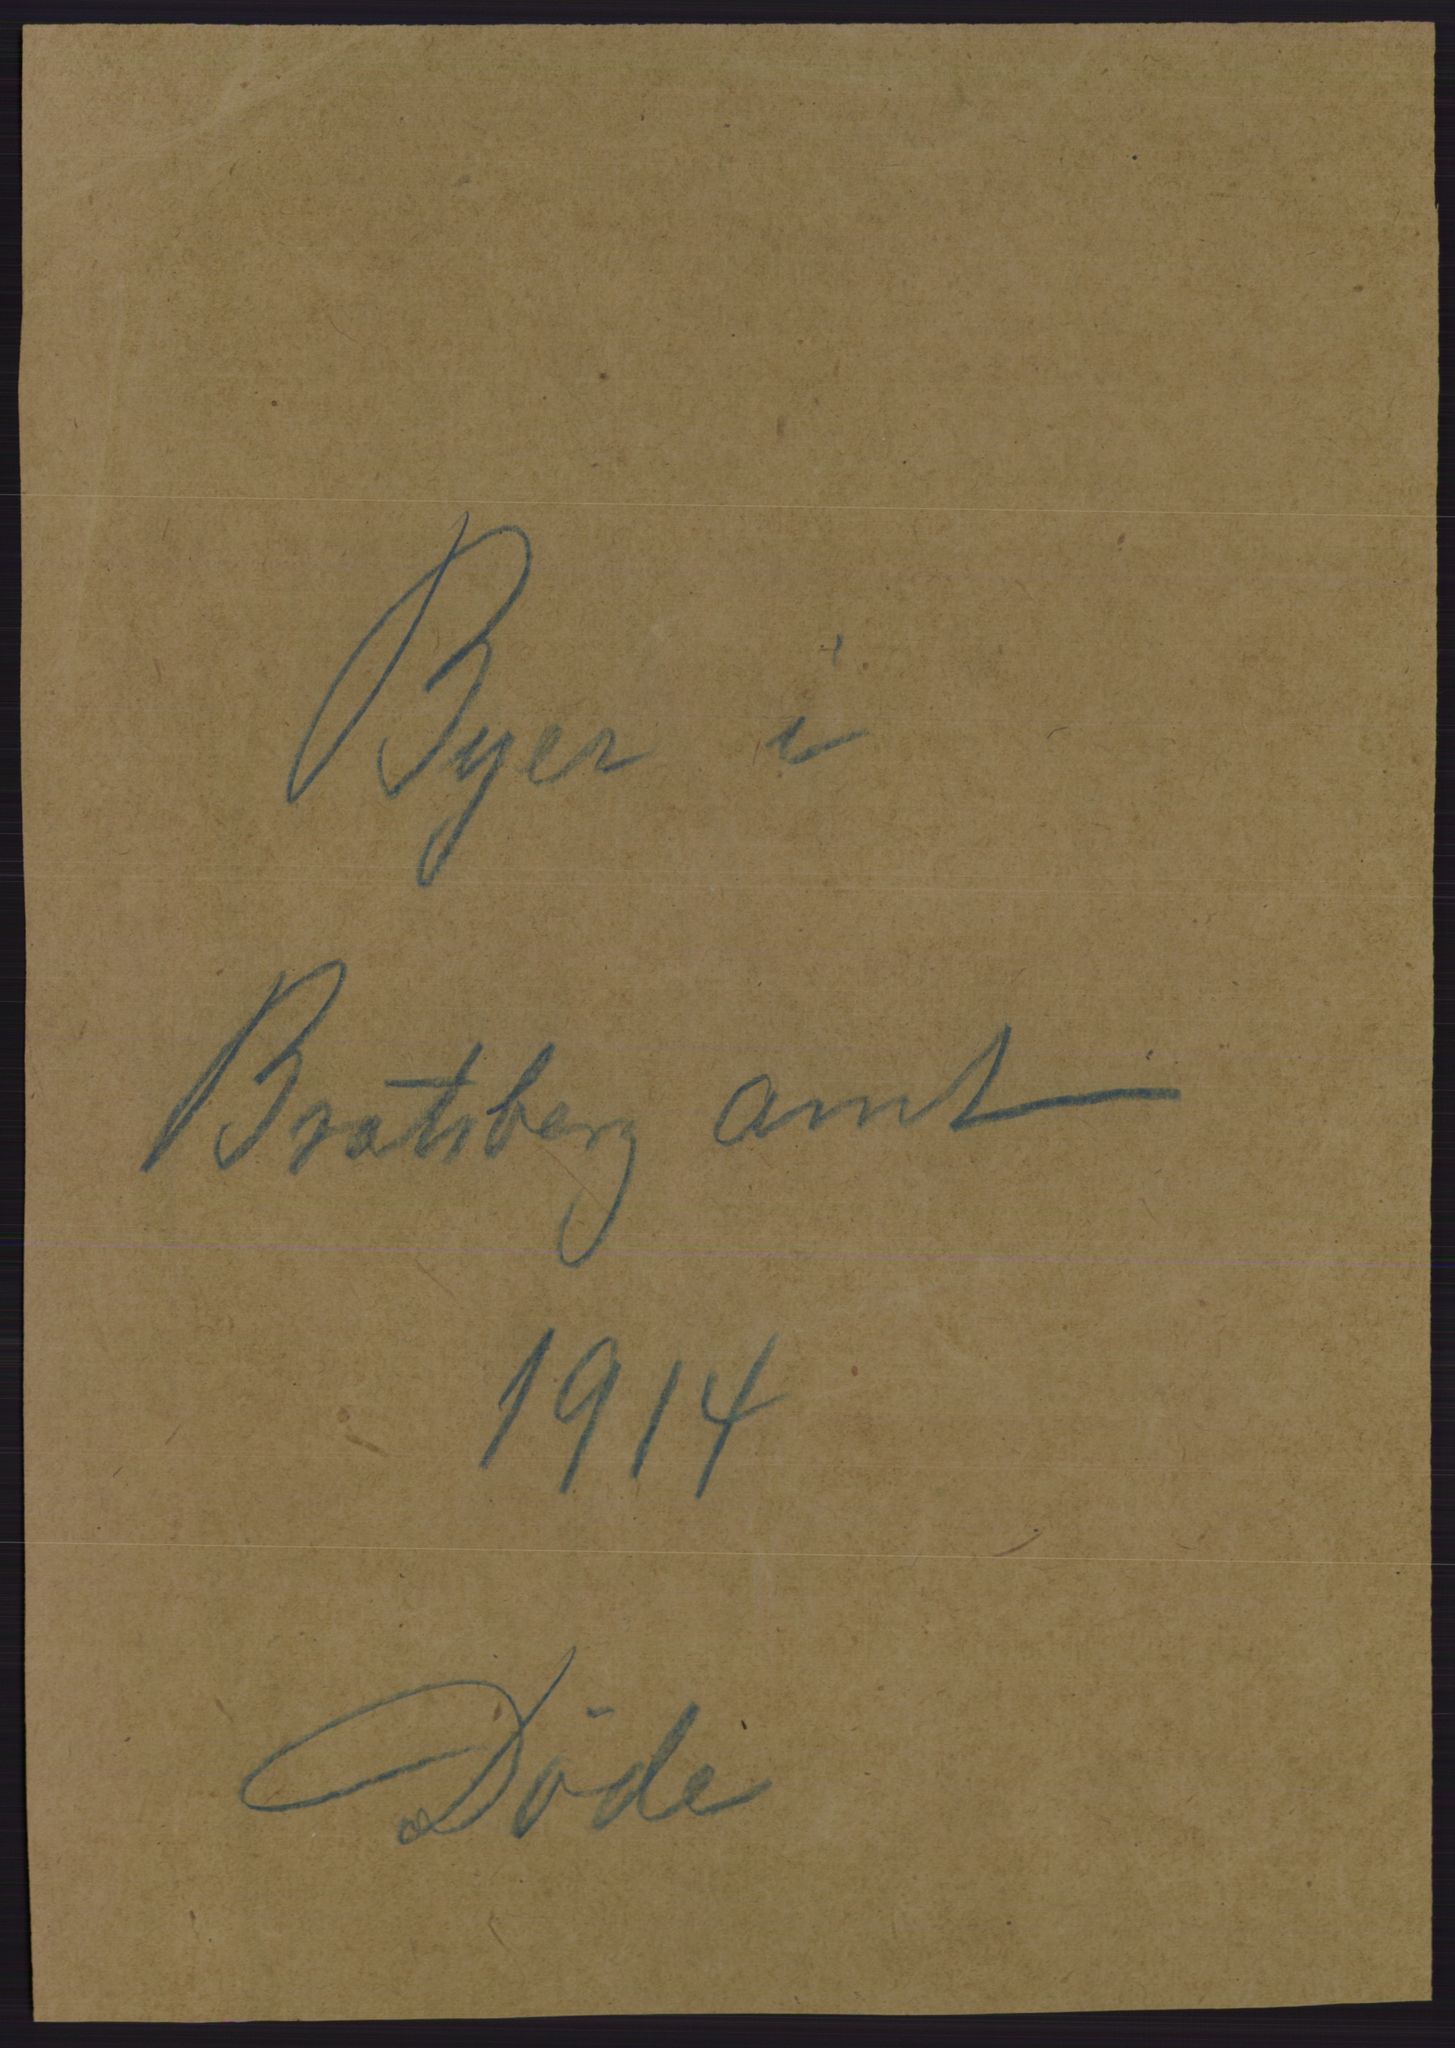 Byer i
Bratsberg amt
1914
Döde